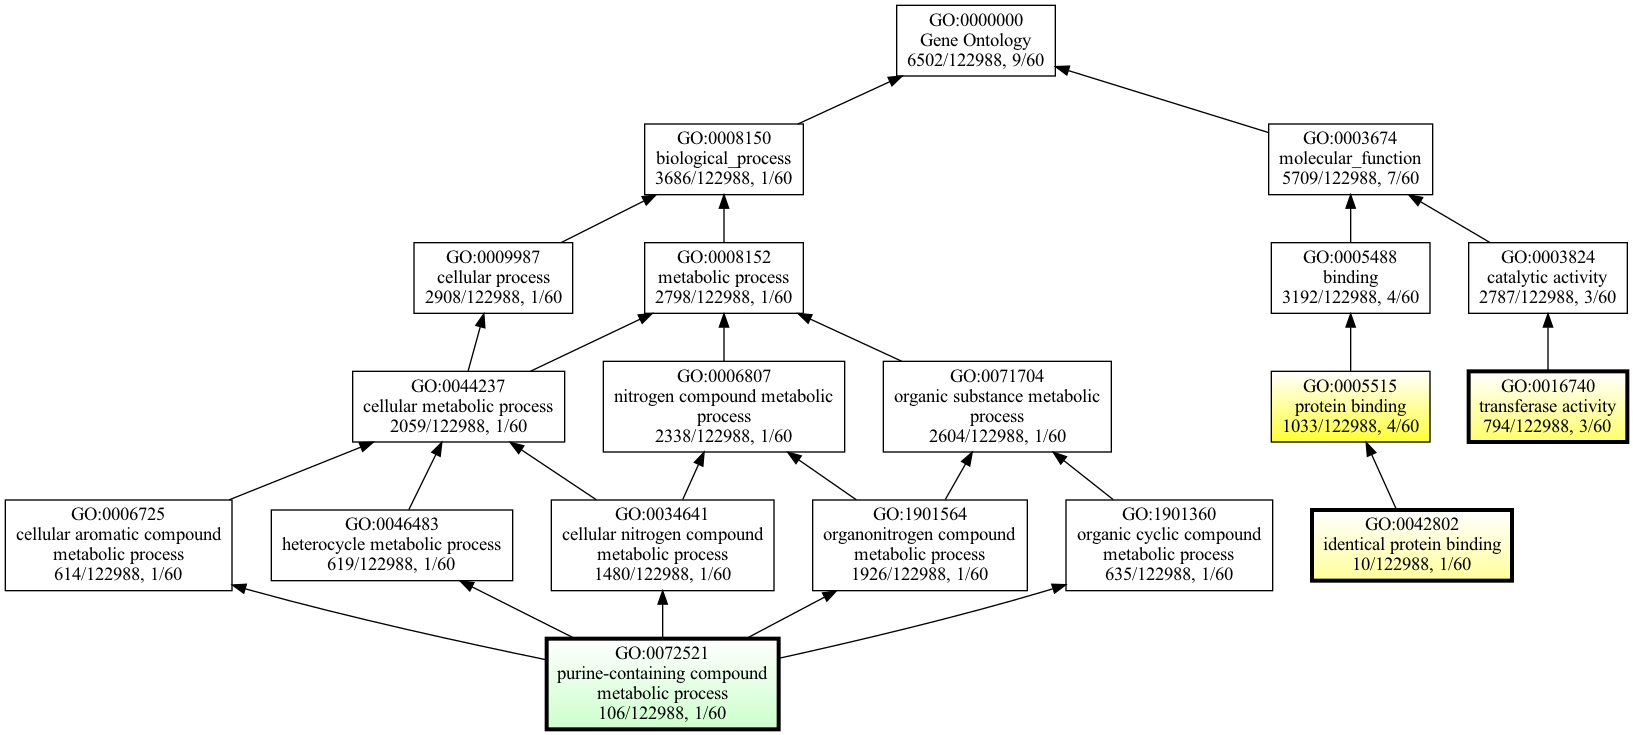 GO:0000000
Gene Ontology
6502/122988, 9/60
GO:0008150
biological_process
3686/122988, 1/60
GO:0003674
molecular_function
5709/122988, 7/60
GO:0009987
cellular process
2908/122988, 1/60
GO:0008152
metabolic process
2798/122988, 1/60
GO:0005488
binding
3192/122988, 4/60
GO:0003824
catalytic activity
2787/122988, 3/60
GO:0044237
cellular metabolic process
2059/122988, 1/60
GO:0006807
nitrogen compound metabolic
process
2338/122988, 1/60
GO:0071704
organic substance metabolic
process
2604/122988, 1/60
GO:0005515
protein binding
1033/122988, 4/60
GO:0016740
transferase activity
794/122988, 3/60
GO:0006725
cellular aromatic compound
metabolic process
614/122988, 1/60
GO:0046483
heterocycle metabolic process
619/122988, 1/60
GO:0034641
cellular nitrogen compound
metabolic process
1480/122988, 1/60
GO:1901564
organonitrogen compound
metabolic process
1926/122988, 1/60
GO:1901360
organic cyclic compound
metabolic process
635/122988, 1/60
GO:0042802
identical protein binding
10/122988, 1/60
GO:0072521
purine-containing compound
metabolic process
106/122988, 1/60